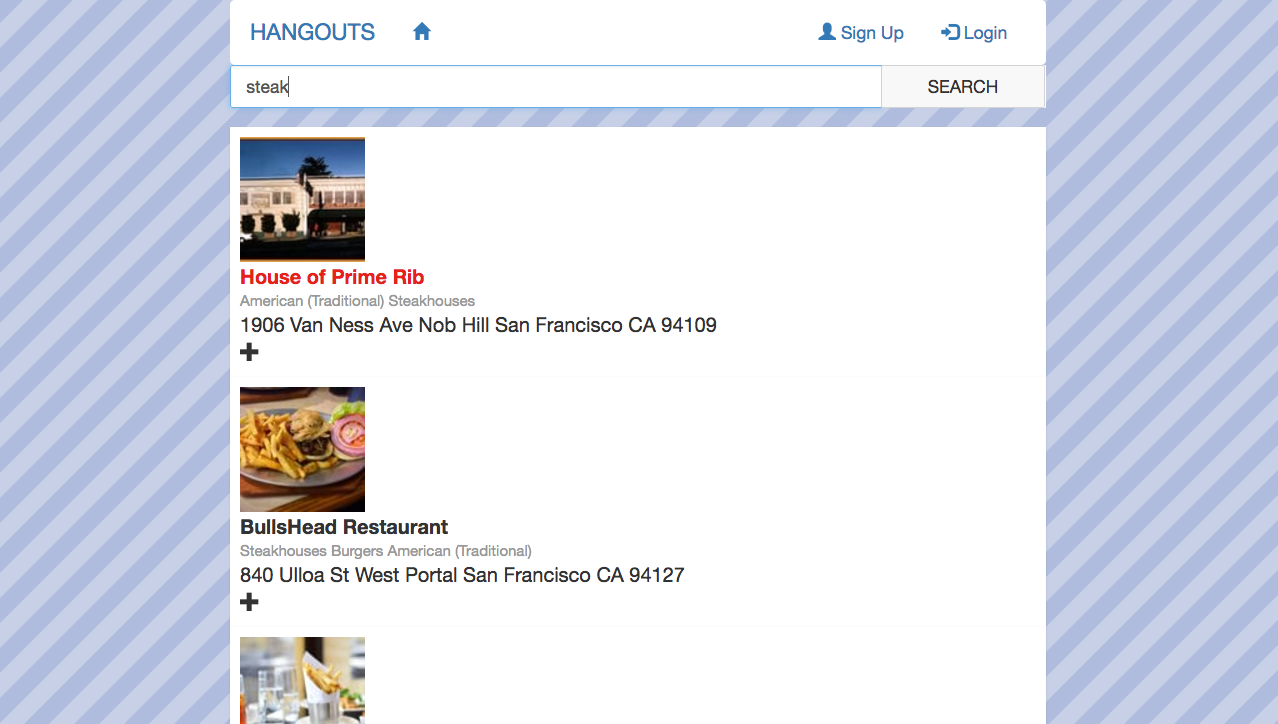 HANGOUTS Sign Up Login
steak SEARCH
House of Prime Rib
American (Traditional) Steakhouses
1906 Van Ness Ave Nob Hill San Francisco CA 94109
BullsHead Restaurant
Steakhouses Burgers American (Traditional)
840 Ulloa St West Portal San Francisco CA 94127